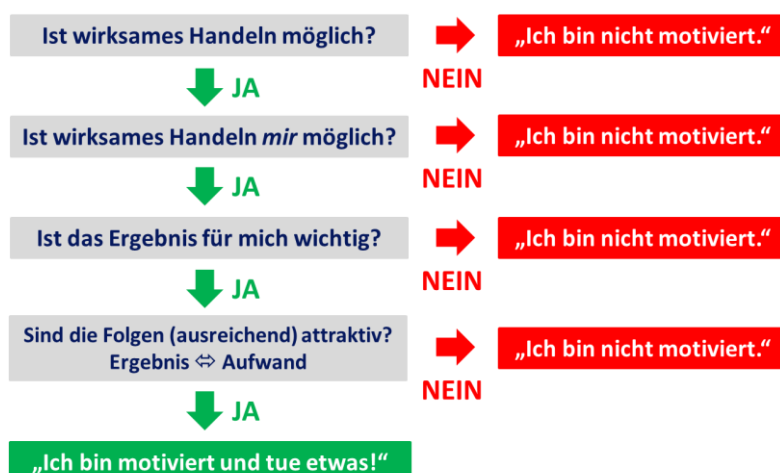 Ist wirksames Handeln möglich?
„Ich bin nicht motiviert.“
JA
NEIN
Ist wirksames Handeln mir möglich?
„Ich bin nicht motiviert.“
JA
NEIN
Ist das Ergebnis für mich wichtig?
„Ich bin nicht motiviert.“
JA
NEIN
Sind die Folgen (ausreichend) attraktiv?
Ergebnis ⇔ Aufwand
„Ich bin nicht motiviert.“
JA
NEIN
„Ich bin motiviert und tue etwas!“